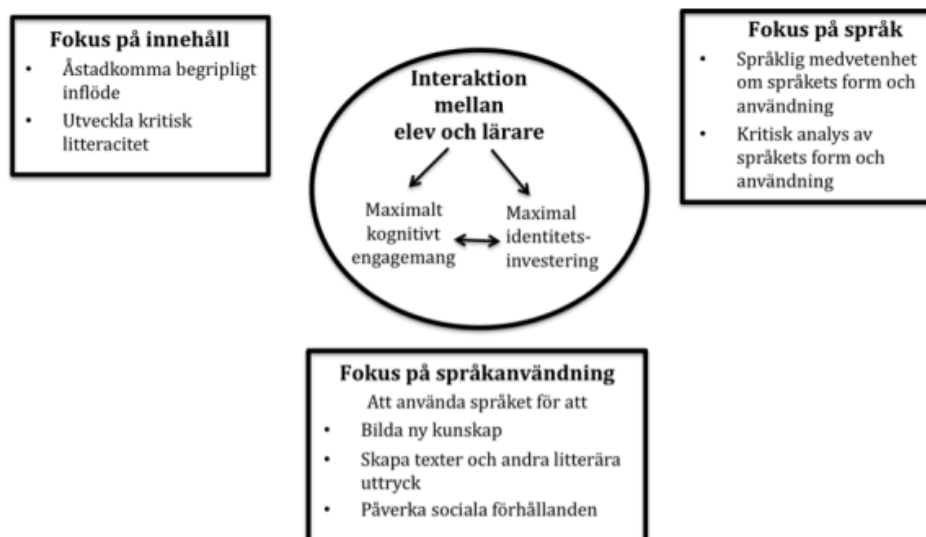 Fokus på innehåll
• Åstadkomma begripligt
inflöde
• Utveckla kritisk
litteracitet
Interaktion
mellan
elev och lärare
Maximalt
kognitivt
engagemang
Maximal
identitets-
investering
Fokus på språk
• Språklig medvetenhet
om språkets form och
användning
• Kritisk analys av
språkets form och
användning
Fokus på språkanvändning
Att använda språket för att
• Bilda ny kunskap
• Skapa texter och andra litterära
uttryck
• Påverka sociala förhållanden